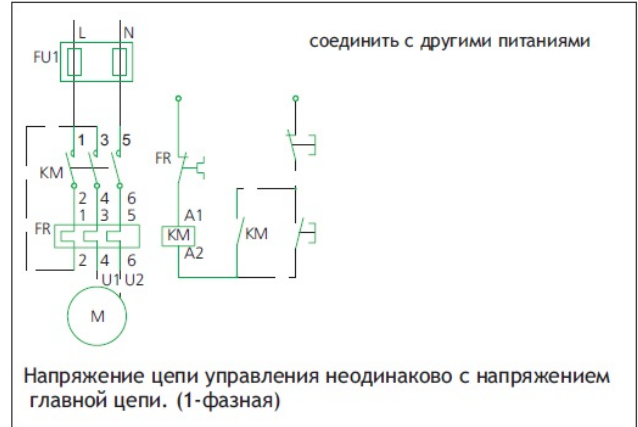 L N
соединить с другими питаниями
FU1
1 3 5
FR
KM
2 4 6
1 3 5
A1
FR
KM
KM
A2
2 4 6
U1 U2
M
Напряжение цепи управления неодинаково с напряжением
главной цепи. (1-фазная)